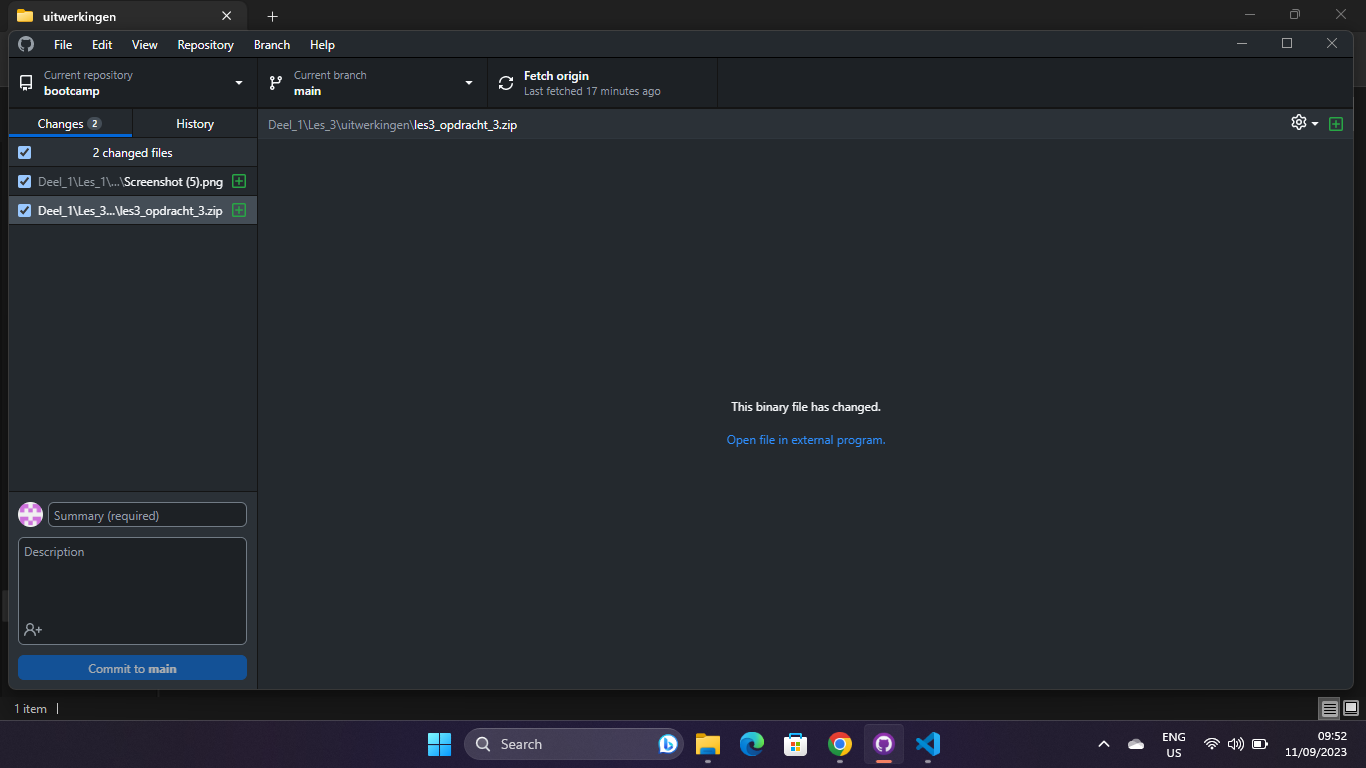 uitwerkingen
File Edit View Repository Branch Help
Current repository
bootcamp
Current branch
main
Fetch origin
Last fetched 17 minutes ago
Changes 2
History
Deel_1\Les_3\uitwerkingen\les3_opdracht_3.zip
2 changed files
Deel_1\Les_1\...\Screenshot (5).png
Deel_1\Les_3...\les3_opdracht_3.zip
This binary file has changed.
Open file in external program.
Summary (required)
Description
Commit to main
1 item
Search
ENG
US
09:52
11/09/2023